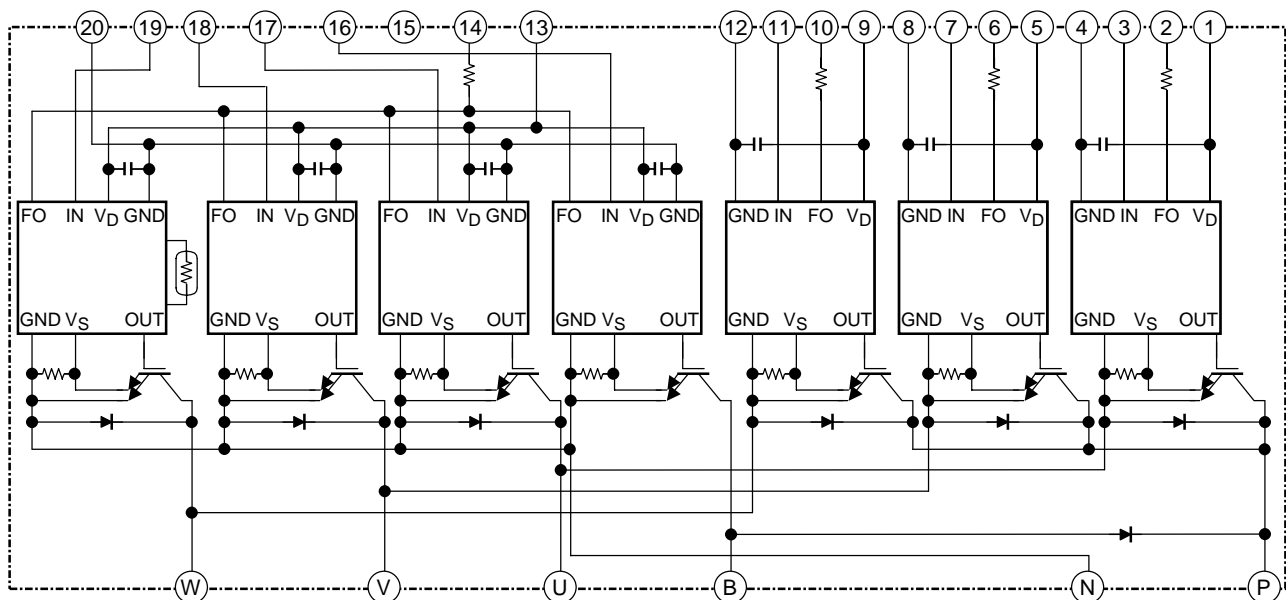 20 19 18 17 16 15 14 13 12 11 10 9 8 7 6 5 4 3 2 1
FO IN VD GND FO IN VD GND FO IN VD GND FO IN VD GND GND IN FO VD GND IN FO VD GND IN FO VD
GND VS OUT GND VS OUT GND VS OUT GND VS OUT GND VS OUT GND VS OUT GND VS OUT
W V U B N P